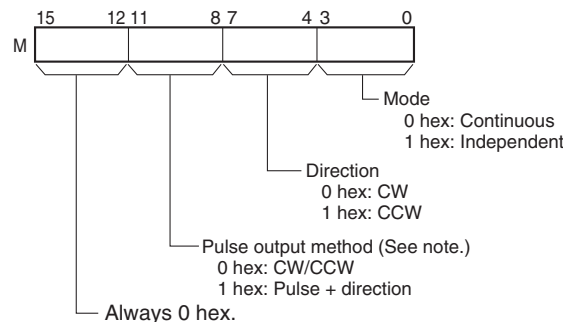 15 12 11 8 7 4 3 0
M
Mode
0 hex: Continuous
1 hex: Independent
Direction
0 hex: CW
1 hex: CCW
Pulse output method (See note.)
0 hex: CW/CCW
1 hex: Pulse + direction
Always 0 hex.